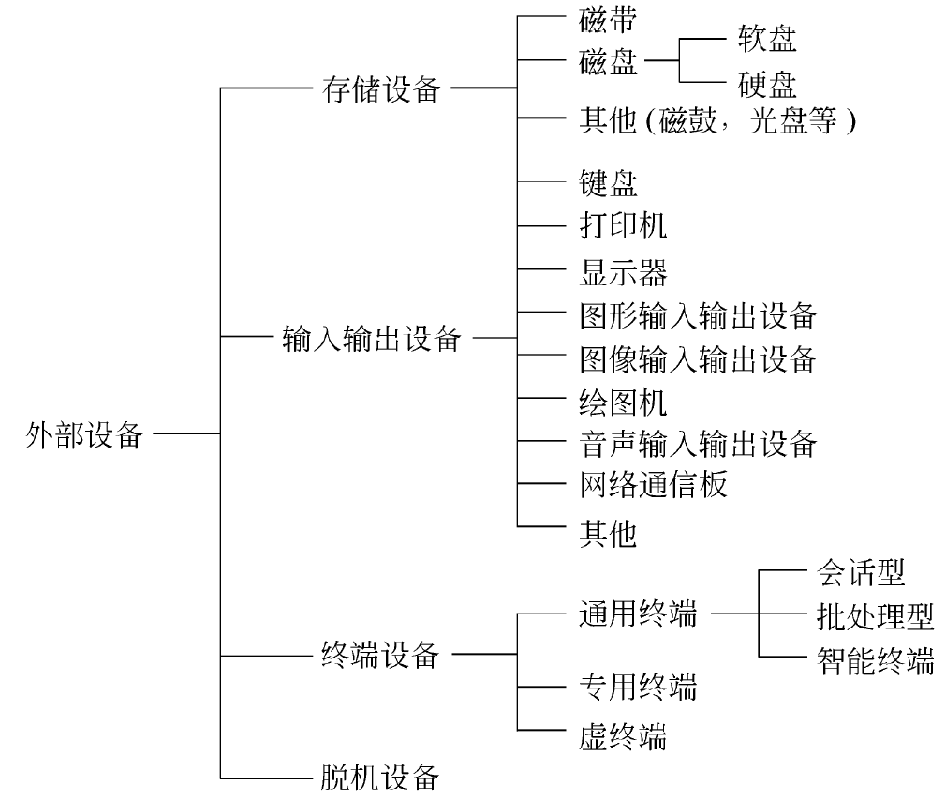 外部设备
存储设备
磁带
磁盘
软盘
硬盘
其他(磁鼓，光盘等)
输入输出设备
键盘
打印机
显示器
图形输入输出设备
图像输入输出设备
绘图机
音声输入输出设备
网络通信板
其他
终端设备
通用终端
会话型
批处理型
智能终端
专用终端
虚终端
脱机设备